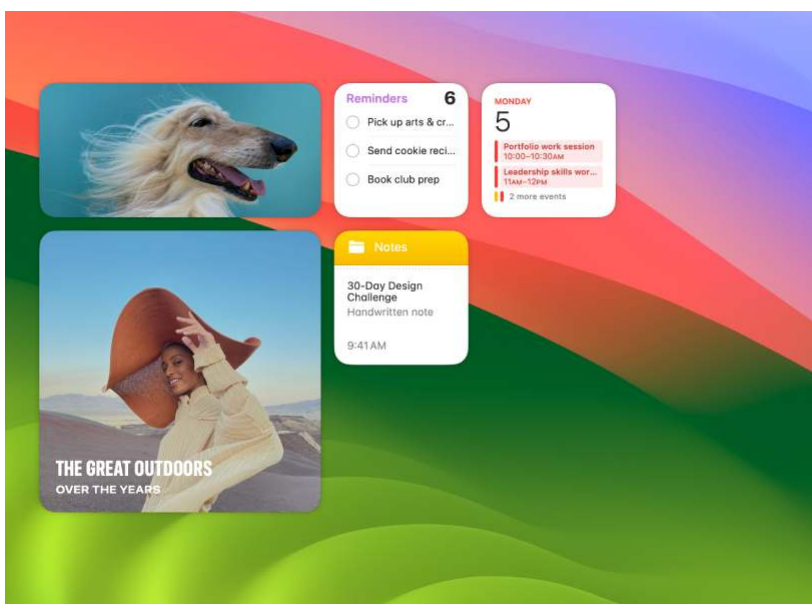 Reminders 6
Pick up arts & cr...
Send cookie reci...
Book club prep
MONDAY
5
Portfolio work session
10:00–10:30AM
Leadership skills wor...
11AM–12PM
2 more events
Notes
30-Day Design
Challenge
Handwritten note
9:41 AM
THE GREAT OUTDOORS
OVER THE YEARS